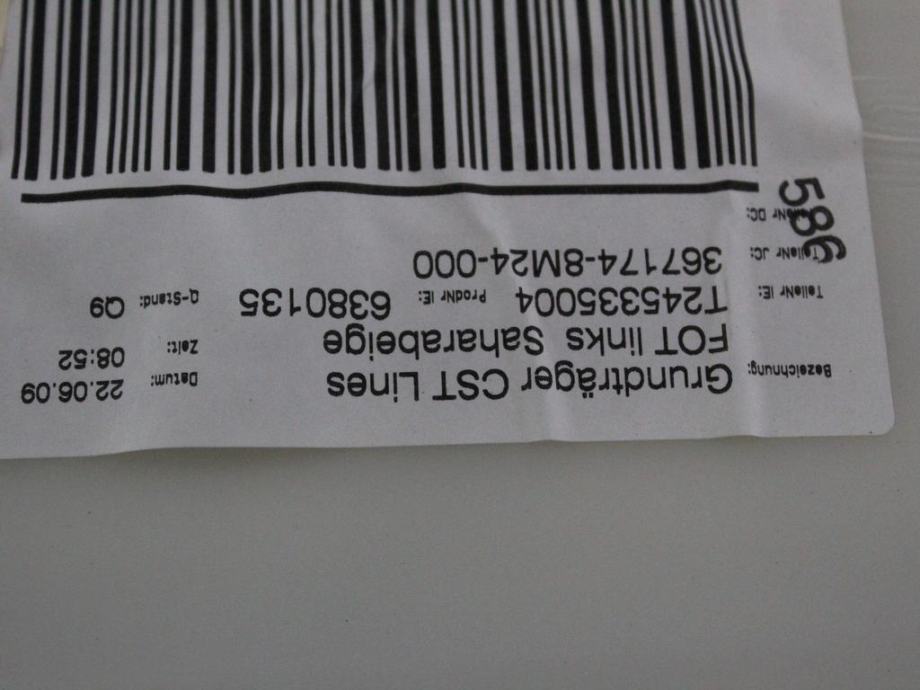 Bezeichnung: Grundträger CST Lines Datum: 22.06.09
FOT links Saharabeige Zeit: 08:52
TeileNr IE: T245335004 ProdNr IE: 6380135 Q-Stand: Q9
TeileNr JC: 367174-8M24-000
TeileNr DC:
586